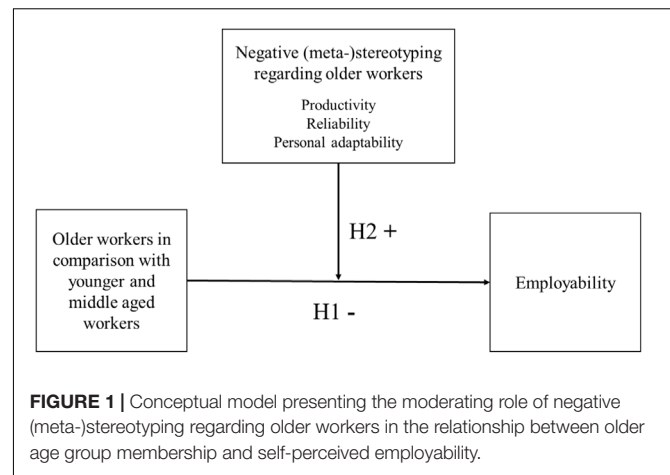 Negative (meta-)stereotyping
regarding older workers
Productivity
Reliability
Personal adaptability
H2 +
Older workers in
comparison with
younger and
middle aged
workers
Employability
H1 -
FIGURE 1 | Conceptual model presenting the moderating role of negative
(meta-)stereotyping regarding older workers in the relationship between older
age group membership and self-perceived employability.